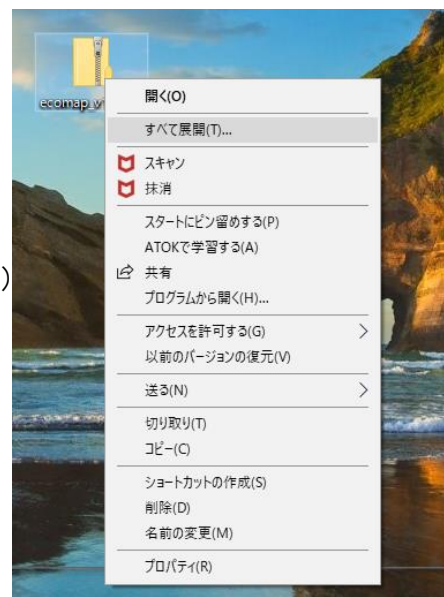 ecomap_v
開く(O)
すべて展開(T)...
スキャン
抹消
スタートにピン留めする(P)
ATOKで学習する(A)
)
共有
プログラムから開く(H)...
アクセスを許可する(G)
以前のバージョンの復元(V)
送る(N)
切り取り(T)
コピー(C)
ショートカットの作成(S)
削除(D)
名前の変更(M)
プロパティ(R)